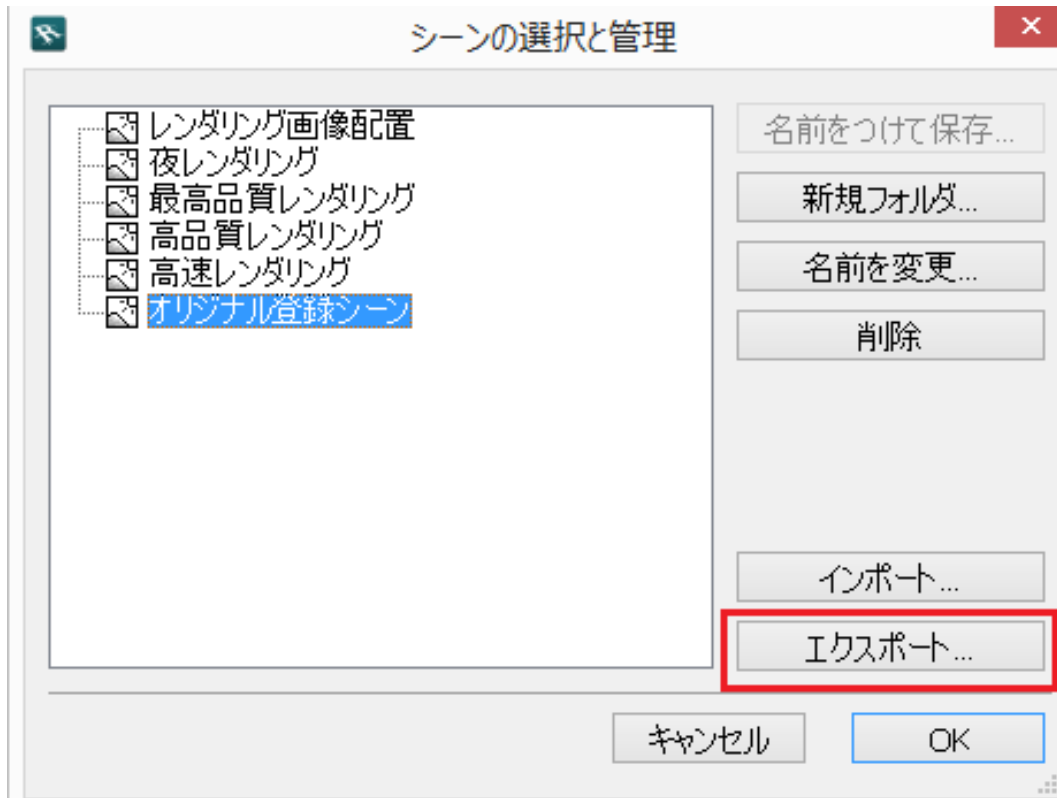 シーンの選択と管理
レンダリング画像配置
夜レンダリング
最高品質レンダリング
高品質レンダリング
高速レンダリング
オリジナル登録シーン
名前をつけて保存...
新規フォルダ...
名前を変更...
削除
インポート...
エクスポート...
キャンセル
OK